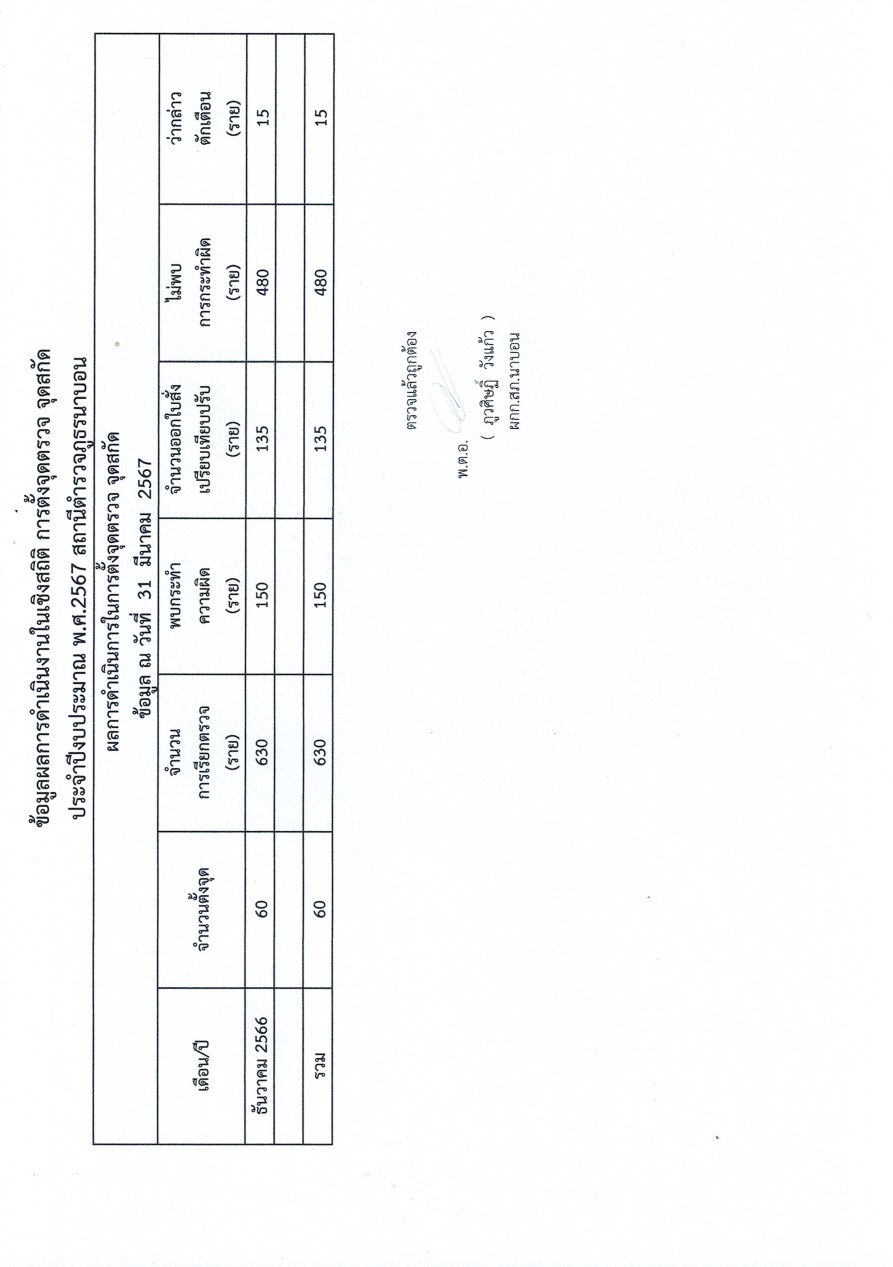 ข้อมูลผลการดำเนินงานในเชิงสถิติ การตั้งจุดตรวจ จุดสกัด
ประจำปีงบประมาณ พ.ศ.2567 สถานีตำรวจภูธรนาบอน
ผลการดำเนินการในการตั้งจุดตรวจ จุดสกัด
ข้อมูล ณ วันที่ 31 มีนาคม 2567
เดือน/ปี จำนวนตั้งจุด จำนวน พบกระทำ จำนวนออกใบสั่ง ไม่พบ ว่ากล่าว
การเรียกตรวจ ความผิด เปรียบเทียบปรับ การกระทำผิด ตักเตือน
(ราย) (ราย) (ราย) (ราย) (ราย)
ธันวาคม 2566 60 630 150 135 480 15
รวม 60 630 150 135 480 15
ตรวจแล้วถูกต้อง
พ.ต.อ.
( ภูวศิษฏิ์ วังแก้ว )
ผกก.สภ.นาบอน